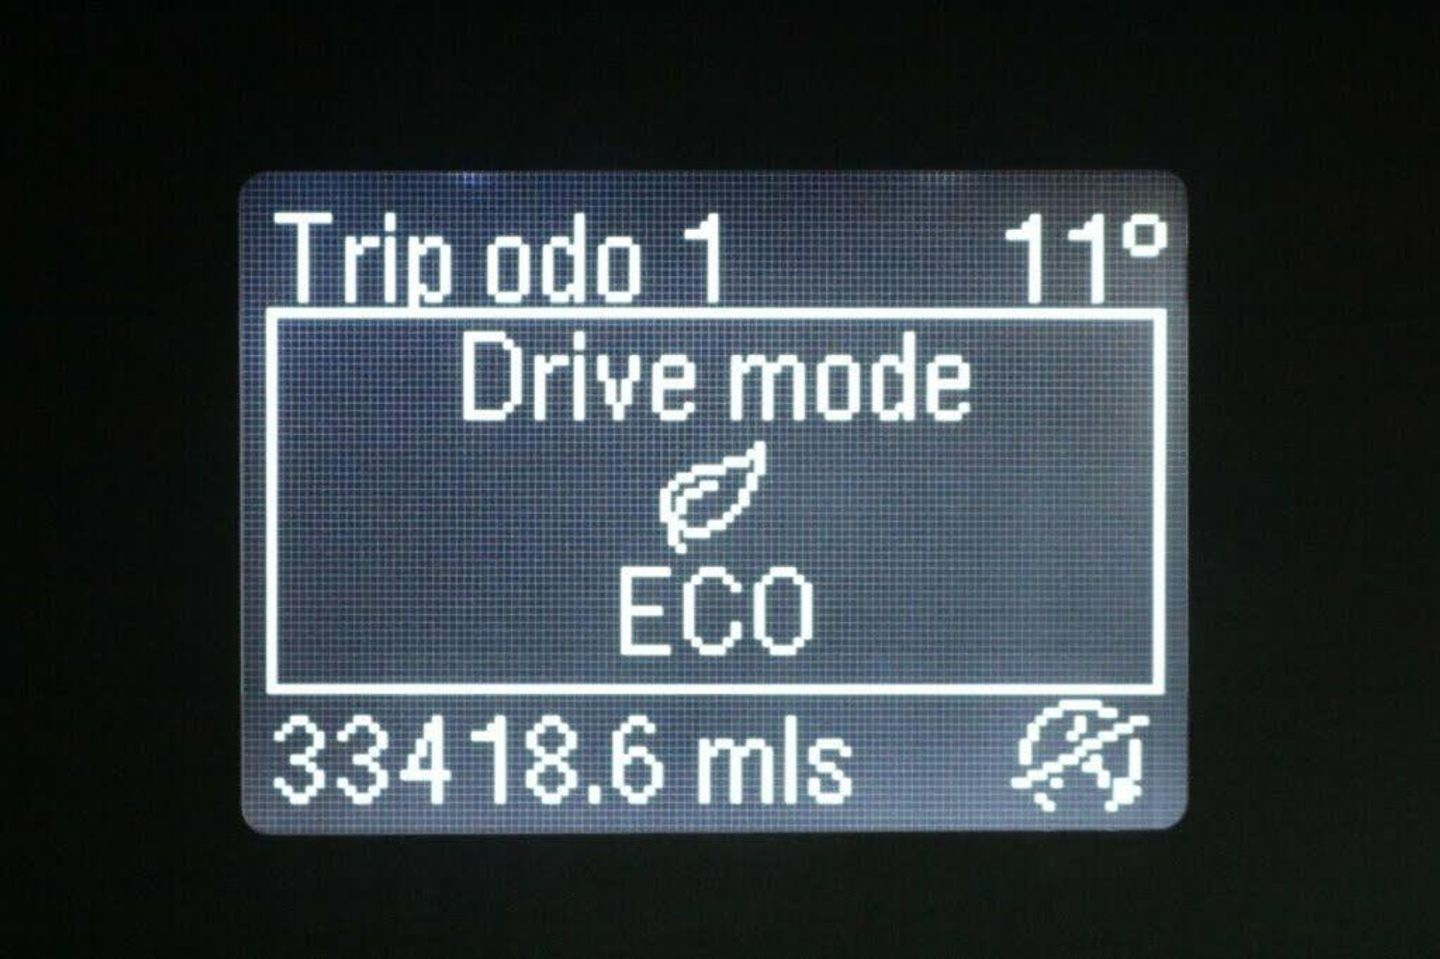 Trip odo 1 11°
Drive mode
ECO
33418.6 mls